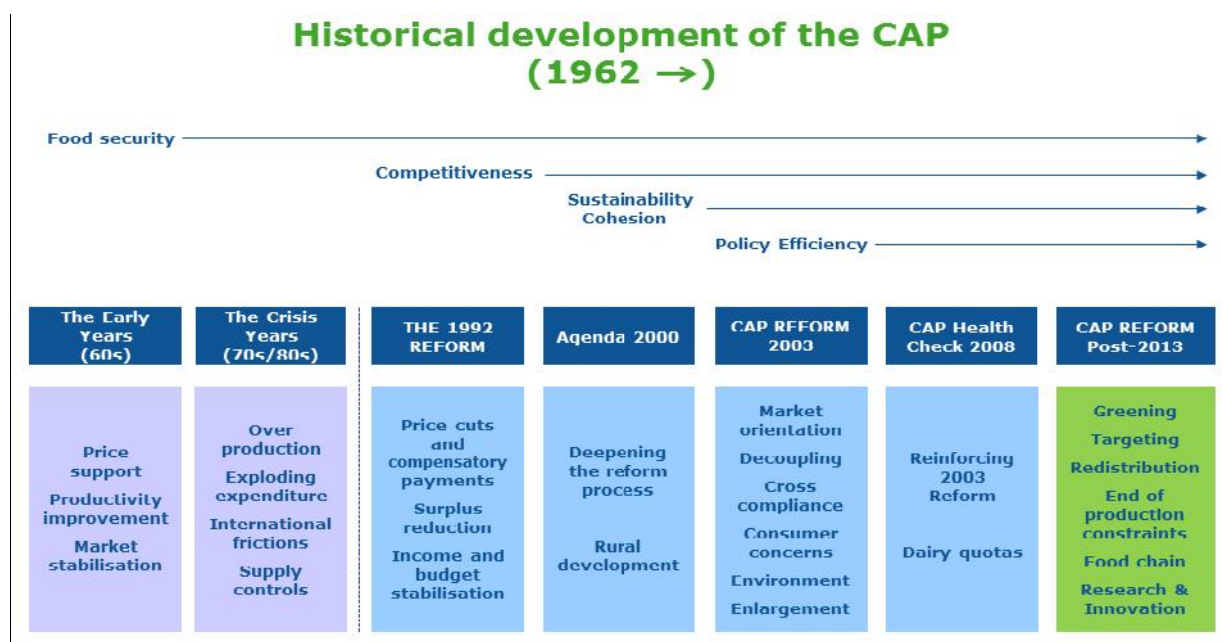 Historical development of the CAP
(1962 →)
Food security
Competitiveness
Sustainability
Cohesion
Policy Efficiency
The Early
Years
(60s)
The Crisis
Years
(70s/80s)
THE 1992
REFORM
Agenda 2000
CAP REFORM
2003
CAP Health
Check 2008
CAP REFORM
Post-2013
Price
support
Productivity
improvement
Market
stabilisation
Over
production
Exploding
expenditure
International
frictions
Supply
controls
Price cuts
and
compensatory
payments
Surplus
reduction
Income and
budget
stabilisation
Deepening
the reform
process
Rural
development
Market
orientation
Decoupling
Cross
compliance
Consumer
concerns
Environment
Enlargement
Reinforcing
2003
Reform
Dairy quotas
Greening
Targeting
Redistribution
End of
production
constraints
Food chain
Research &
Innovation